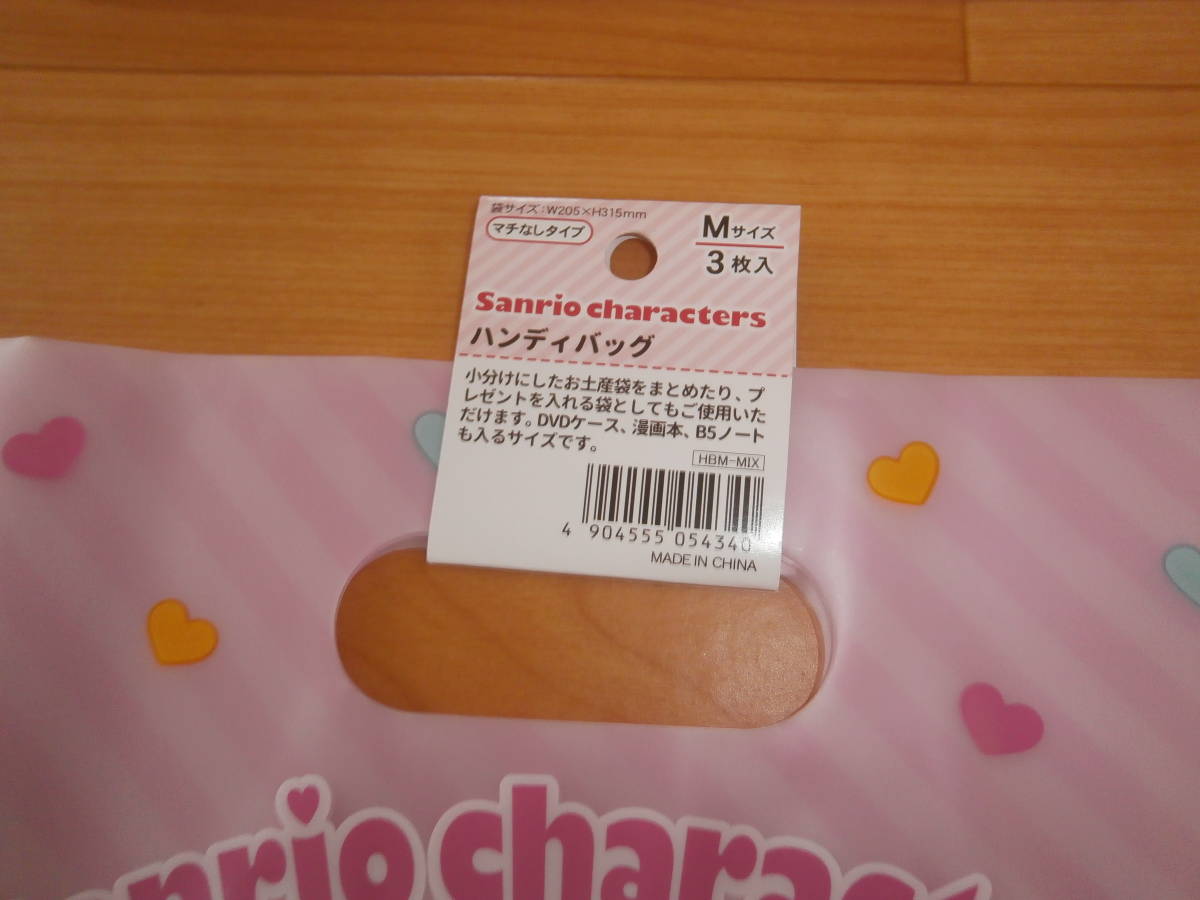 袋サイズ:W205×H315mm
マチなしタイプ
Mサイズ
3枚入
Sanrio characters
ハンディバッグ
小分けにしたお土産袋をまとめたり、プ
レゼントを入れる袋としてもご使用いた
だけます。DVDケース、漫画本、B5ノート
も入るサイズです。
HBM-MIX
4 904555 054340
MADE IN CHINA
anrio charact